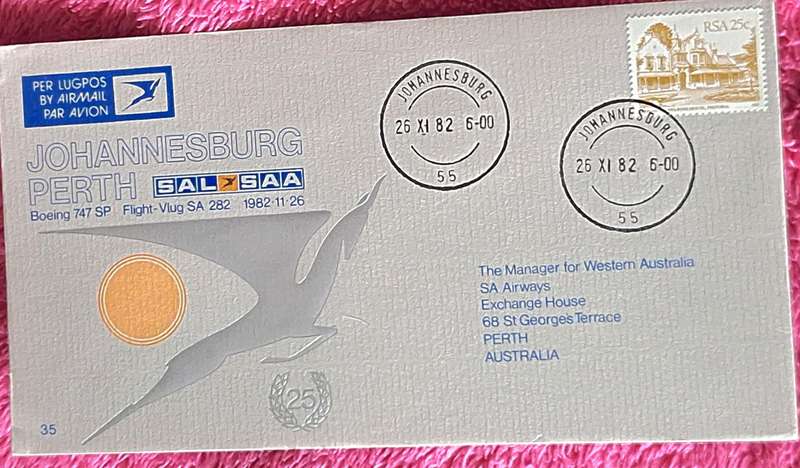 PER LUGPOS
BY AIRMAIL
PAR AVION
JOHANNESBURG
PERTH SAL SAA
Boeing 747 SP Flight-Vlug SA 282 1982·11·26
JOHANNESBURG
26 XI 82 6-00
55
RSA 25c
JOHANNESBURG
26 XI 82 6-00
55
The Manager for Western Australia
SA Airways
Exchange House
68 St George's Terrace
PERTH
AUSTRALIA
25
35